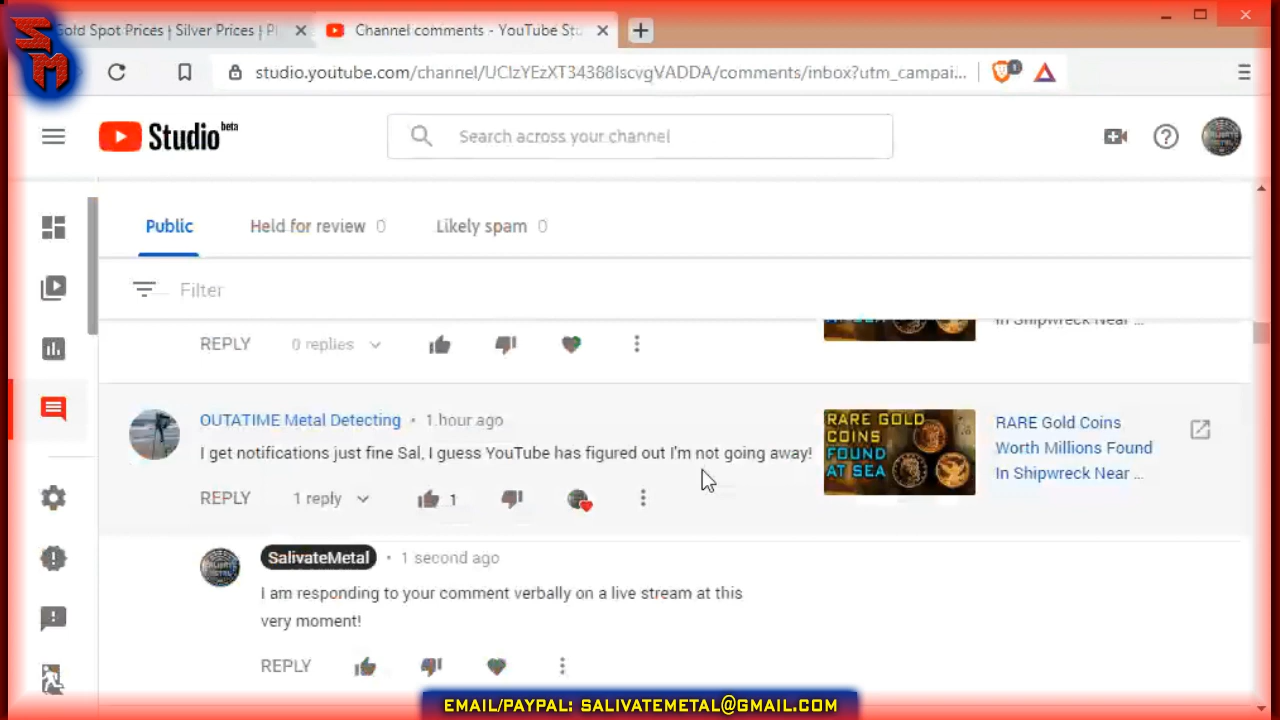 SM
Gold Spot Prices | Silver Prices | Pl
Channel comments - YouTube Stu
studio.youtube.com/channel/UCIzYEzXT34388IscvgVADDA/comments/inbox?utm_campai...
1
Studio beta
Search across your channel
Public
Held for review 0
Likely spam 0
Filter
REPLY
0 replies
In Shipwreck Near ...
OUTATIME Metal Detecting • 1 hour ago
I get notifications just fine Sal, I guess YouTube has figured out I'm not going away!
REPLY
1 reply
1
RARE GOLD
COINS
FOUND
AT SEA
RARE Gold Coins
Worth Millions Found
In Shipwreck Near ...
SalivateMetal • 1 second ago
I am responding to your comment verbally on a live stream at this
very moment!
REPLY
EMAIL/PAYPAL: SALIVATEMETAL@GMAIL.COM